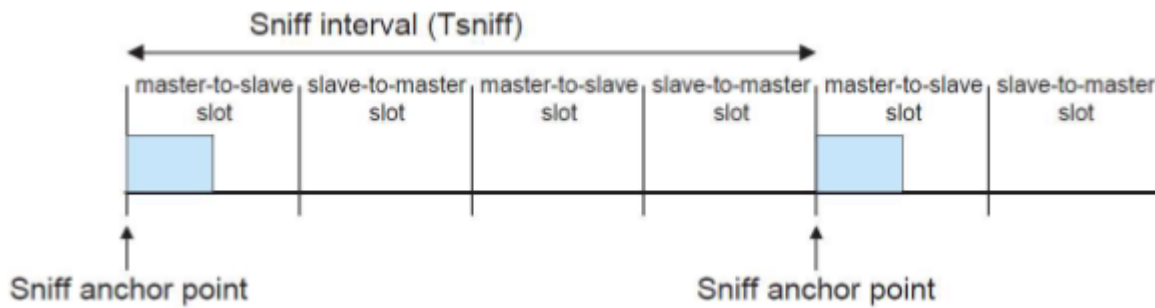 Sniff interval (Tsniff)
master-to-slave slave-to-master master-to-slave slave-to-master master-to-slave slave-to-master
slot slot slot slot slot slot
Sniff anchor point Sniff anchor point